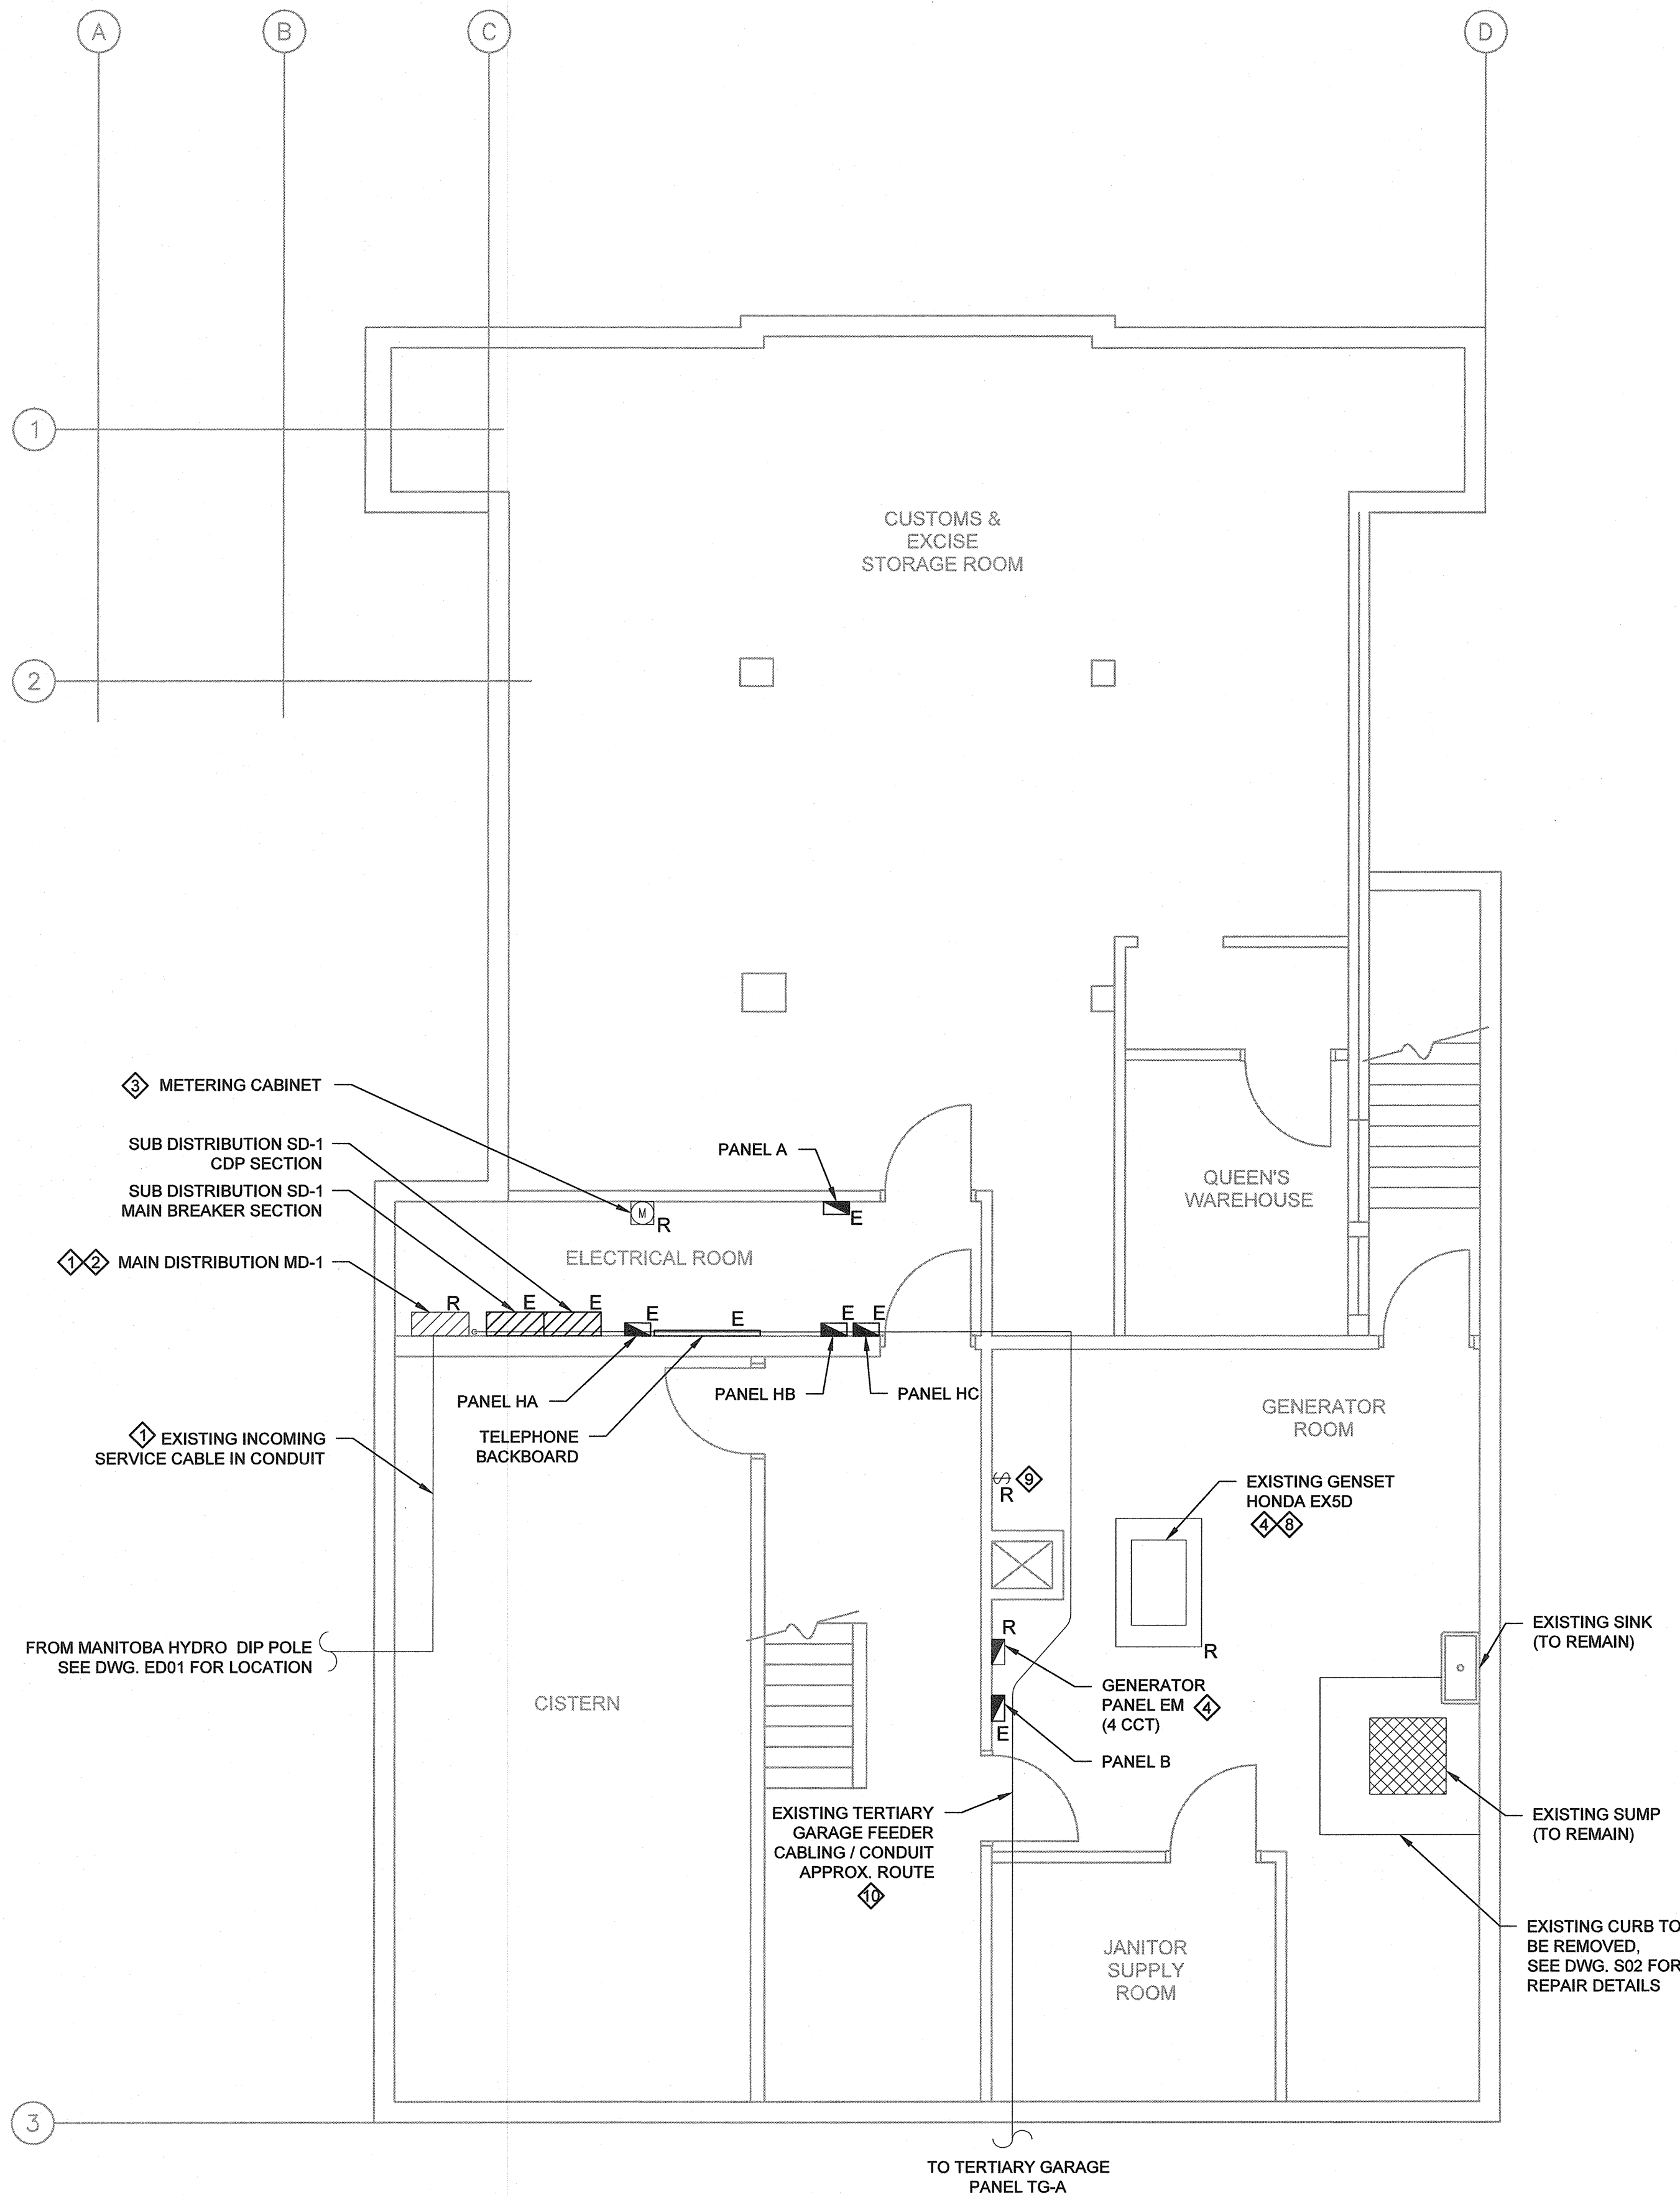 A
B
C
D
1
2
CUSTOMS &
EXCISE
STORAGE ROOM
3 METERING CABINET
SUB DISTRIBUTION SD-1
CDP SECTION
SUB DISTRIBUTION SD-1
MAIN BREAKER SECTION
1 2 MAIN DISTRIBUTION MD-1
PANEL A
M
R
E
ELECTRICAL ROOM
QUEEN'S
WAREHOUSE
R
E
E
E
E
E
E
PANEL HA
PANEL HB
PANEL HC
TELEPHONE
BACKBOARD
1 EXISTING INCOMING
SERVICE CABLE IN CONDUIT
GENERATOR
ROOM
9
R
EXISTING GENSET
HONDA EX5D
4 8
FROM MANITOBA HYDRO DIP POLE
SEE DWG. ED01 FOR LOCATION
CISTERN
R
R
GENERATOR
PANEL EM 4
(4 CCT)
E
PANEL B
EXISTING SINK
(TO REMAIN)
EXISTING TERTIARY
GARAGE FEEDER
CABLING / CONDUIT
APPROX. ROUTE
10
EXISTING SUMP
(TO REMAIN)
JANITOR
SUPPLY
ROOM
EXISTING CURB TO
BE REMOVED,
SEE DWG. S02 FOR
REPAIR DETAILS
3
TO TERTIARY GARAGE
PANEL TG-A